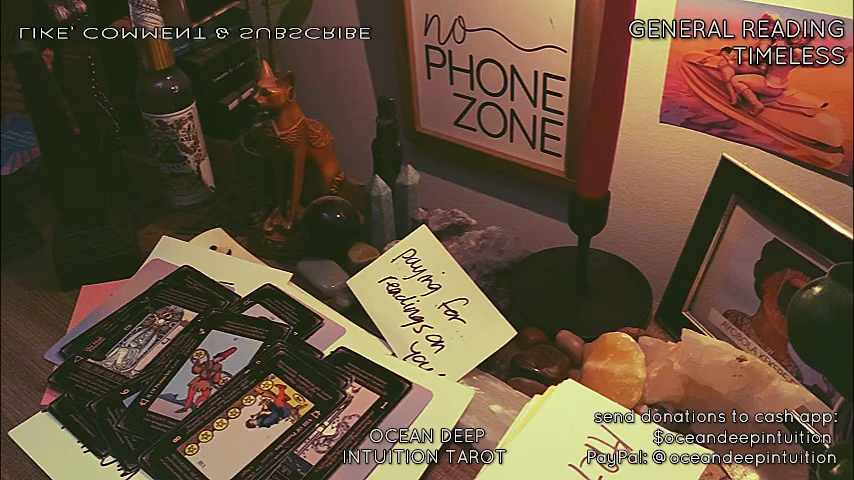 LIKE, COMMENT & SUBSCRIBE
GENERAL READING
TIMELESS
no
PHONE
ZONE
paying for
readings on
you.
OCEAN DEEP
INTUITION TAROT
send donations to cash app:
$oceandeepintuition
PayPal: @oceandeepintuition